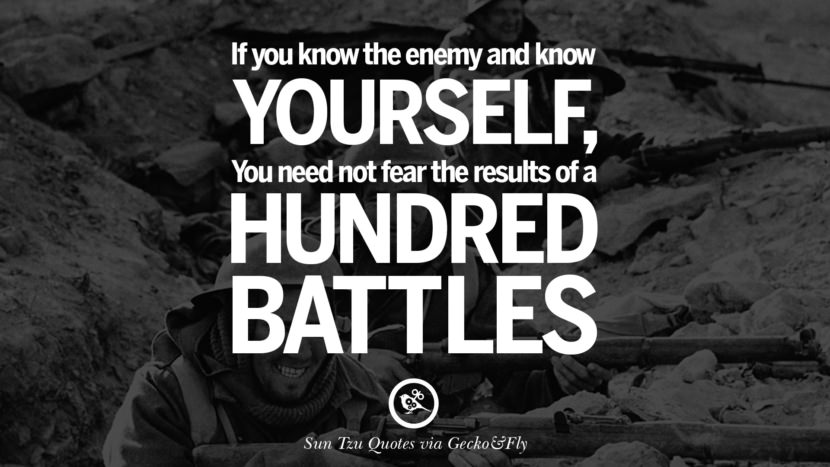 If you know the enemy and know
YOURSELF,
You need not fear the results of a
HUNDRED
BATTLES
Sun Tzu Quotes via Gecko&Fly